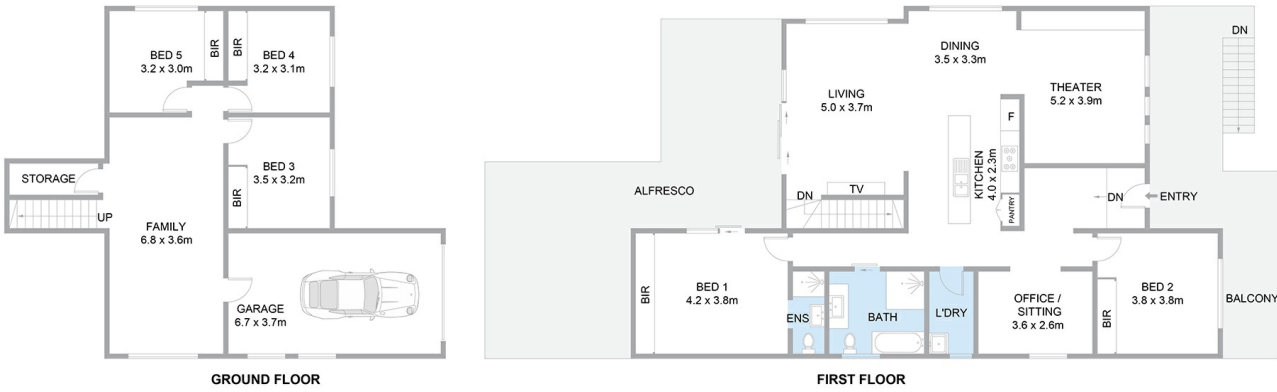 BED 5
3.2 x 3.0m
BIR
BIR
BED 4
3.2 x 3.1m
BED 3
3.5 x 3.2m
BIR
STORAGE
UP
FAMILY
6.8 x 3.6m
GARAGE
6.7 x 3.7m
GROUND FLOOR
DINING
3.5 x 3.3m
LIVING
5.0 x 3.7m
THEATER
5.2 x 3.9m
DN
F
KITCHEN
4.0 x 2.3m
PANTRY
ALFRESCO
TV
DN
DN
ENTRY
BIR
BED 1
4.2 x 3.8m
ENS
BATH
L'DRY
OFFICE /
SITTING
3.6 x 2.6m
BIR
BED 2
3.8 x 3.8m
BALCONY
FIRST FLOOR